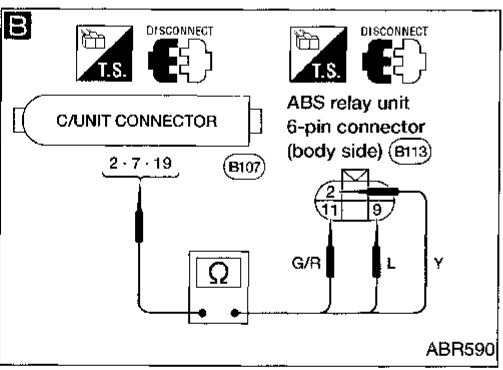 B
DISCONNECT
T.S.
DISCONNECT
T.S.
ABS relay unit
6-pin connector
(body side) B113
C/UNIT CONNECTOR
B107
2 · 7 · 19
2
11 9
G/R L Y
Ω
ABR590